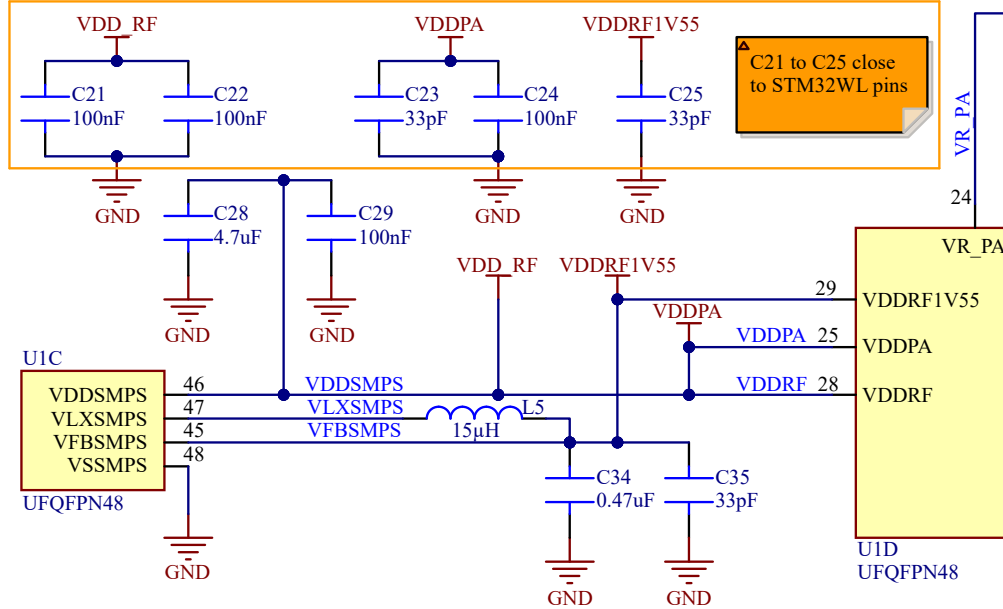 VDD_RF
VDDPA
VDDRF1V55
C21
100nF
C22
100nF
C23
33pF
C24
100nF
C25
33pF
C21 to C25 close
to STM32WL pins
VR_PA
GND
GND
GND
24
C28
4.7uF
C29
100nF
VR_PA
VDD_RF
VDDRF1V55
29
VDDRF1V55
GND
GND
VDDPA
VDDPA
25
VDDPA
U1C
VDDSMPS
46
VDDSMPS
VDDRF
28
VDDRF
VLXSMPS
47
VLXSMPS
L5
15µH
VFBSMPS
45
VFBSMPS
VSSMPS
48
UFQFPN48
C34
0.47uF
C35
33pF
GND
GND
GND
U1D
UFQFPN48